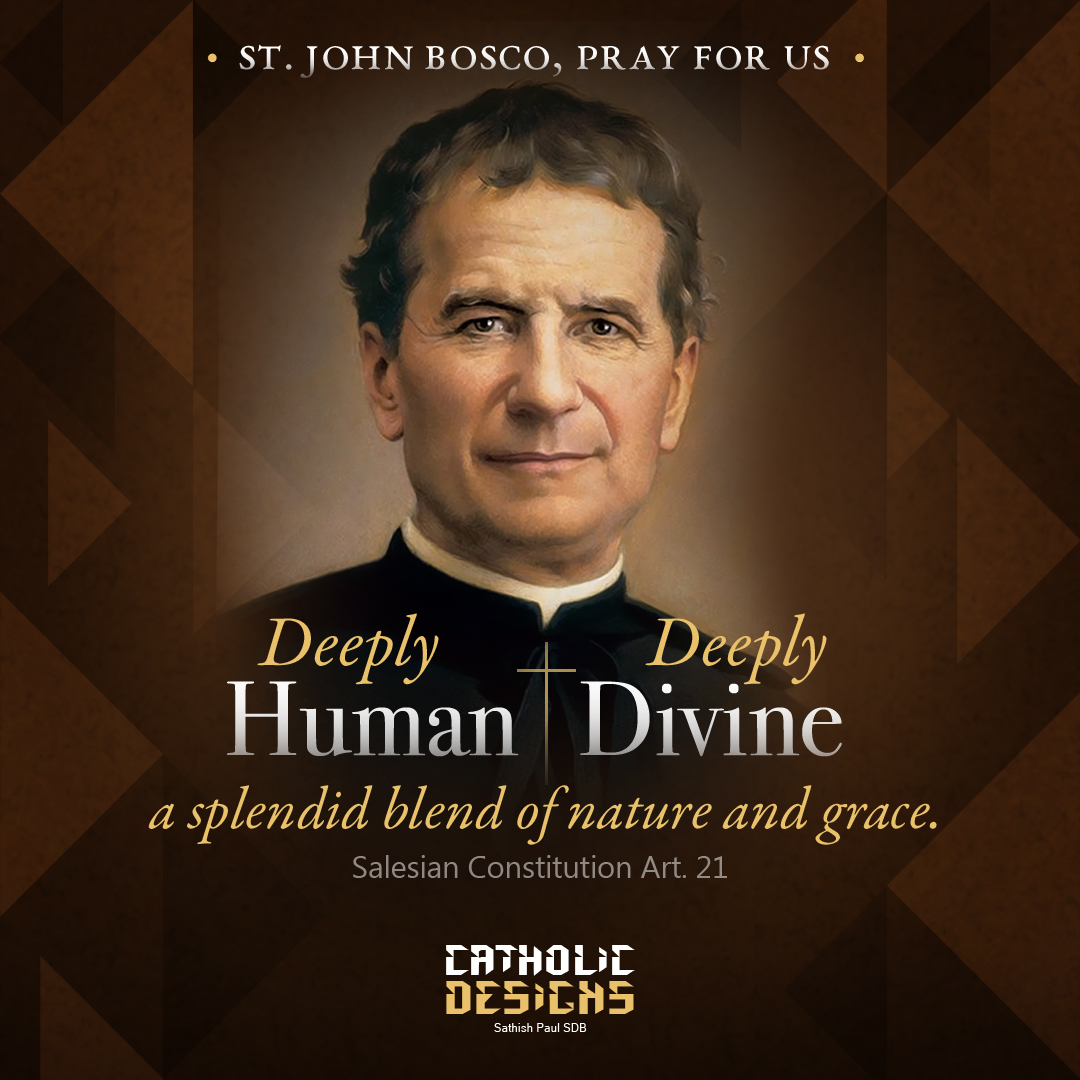 • ST. JOHN BOSCO, PRAY FOR US •
Deeply Deeply
Human Divine
a splendid blend of nature and grace.
Salesian Constitution Art. 21
CATHOLIC
DESIGNS
Sathish Paul SDB